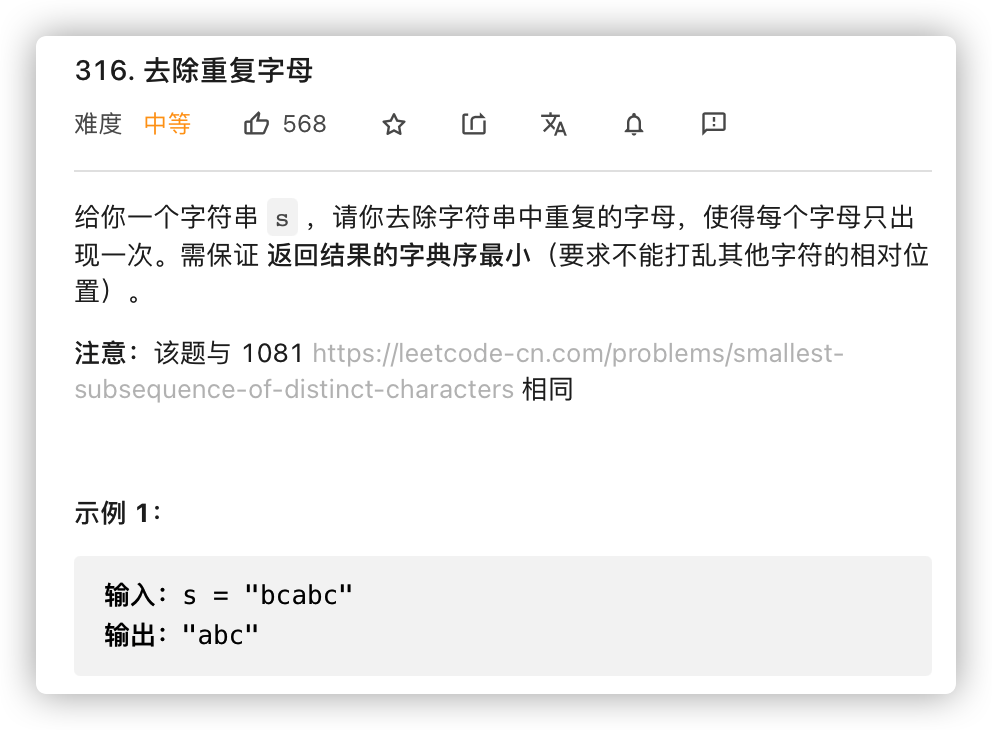 316. 去除重复字母
难度 中等 568
给你一个字符串 s ，请你去除字符串中重复的字母，使得每个字母只出
现一次。需保证 返回结果的字典序最小（要求不能打乱其他字符的相对位
置）。
注意：该题与 1081 https://leetcode-cn.com/problems/smallest-
subsequence-of-distinct-characters 相同
示例 1：
输入：s = "bcabc"
输出："abc"